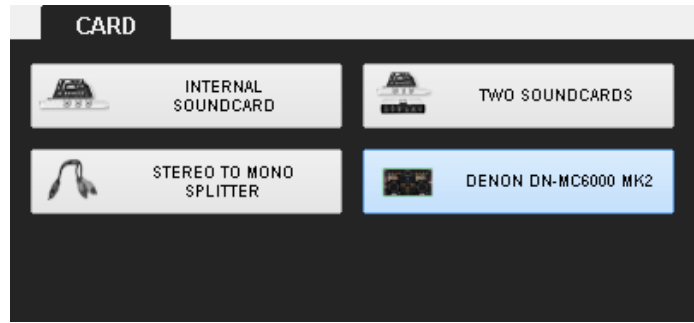 CARD
INTERNAL
SOUNDCARD
TWO SOUNDCARDS
STEREO TO MONO
SPLITTER
DENON DN-MC6000 MK2